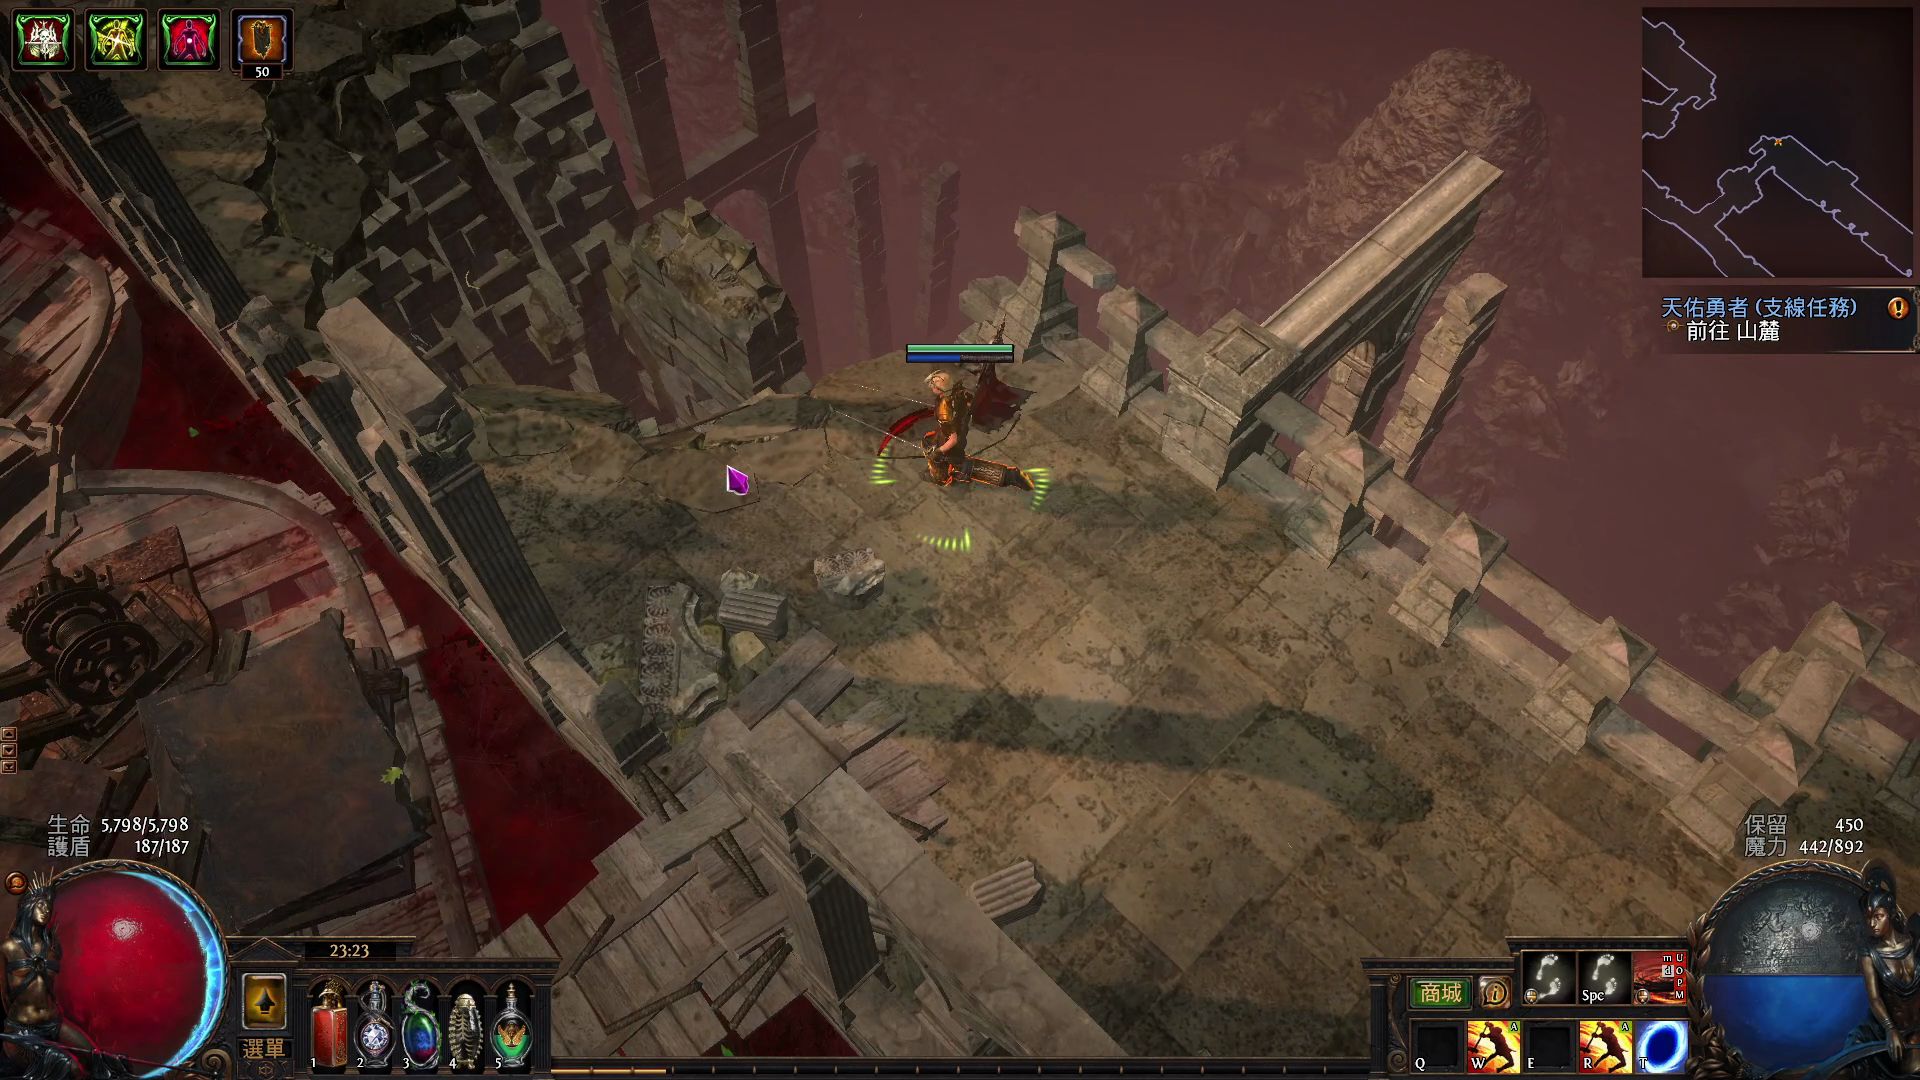 50
天佑勇者 (支線任務)
前往 山麓
生命 5,798/5,798
護盾 187/187
保留 450
魔力 442/892
23:23
選單
1
2
3
4
5
商城
Spc
m U
d O
P
M
Q
W A
E
R A
T